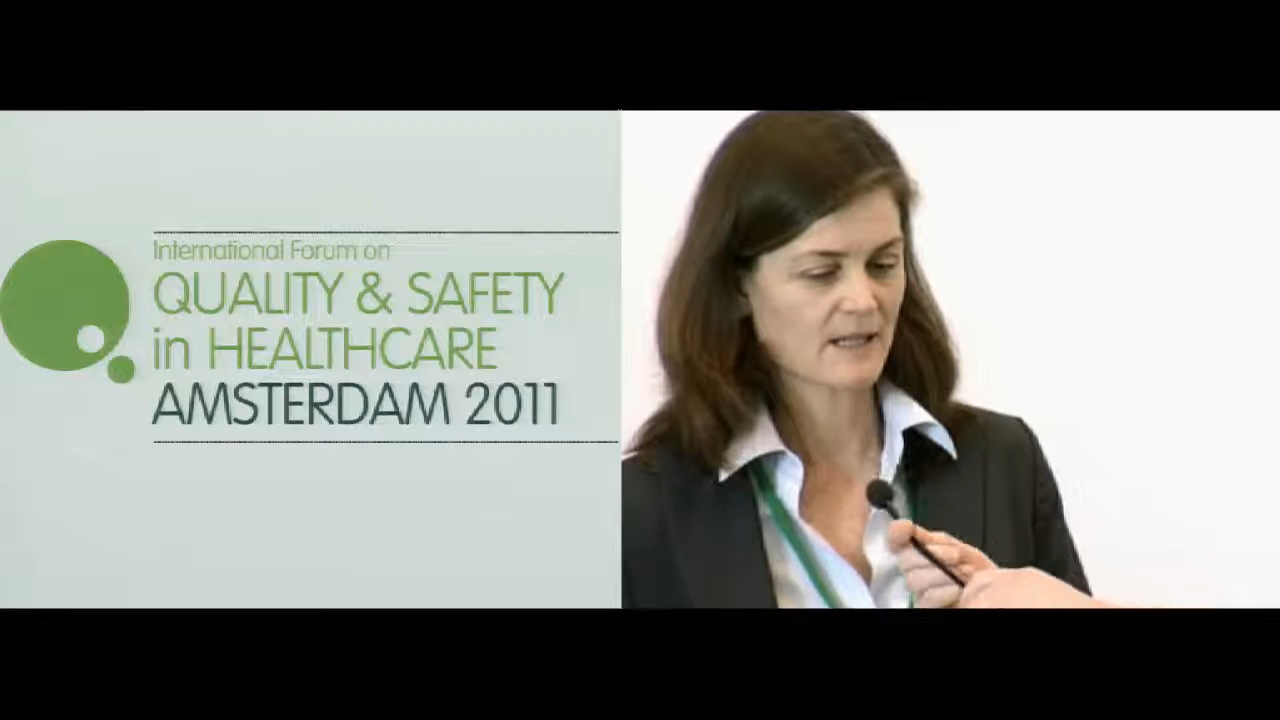 International Forum on
QUALITY & SAFETY
in HEALTHCARE
AMSTERDAM 2011